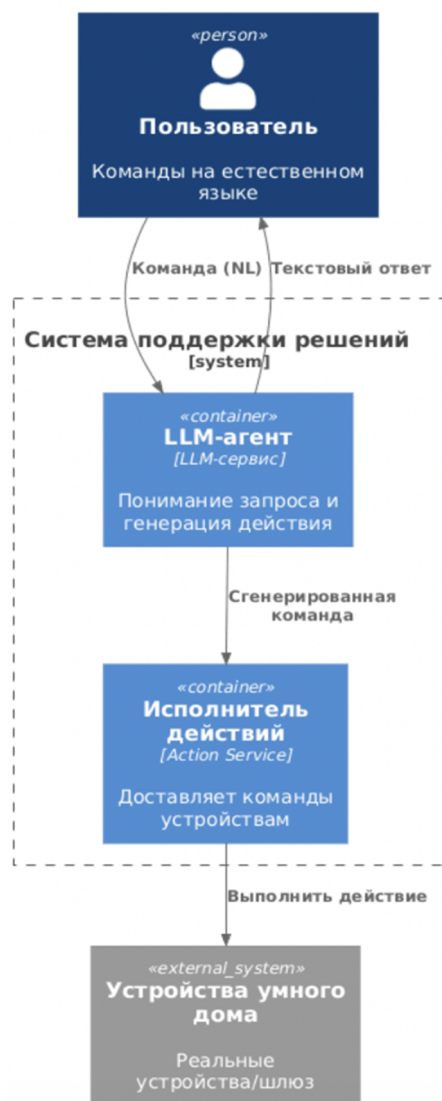 «person»
Пользователь
Команды на естественном
языке
Команда (NL)
Текстовый ответ
Система поддержки решений
[system]
«container»
LLM-агент
[LLM-сервис]
Понимание запроса и
генерация действия
Сгенерированная
команда
«container»
Исполнитель
действий
[Action Service]
Доставляет команды
устройствам
Выполнить действие
«external_system»
Устройства умного
дома
Реальные
устройства/шлюз